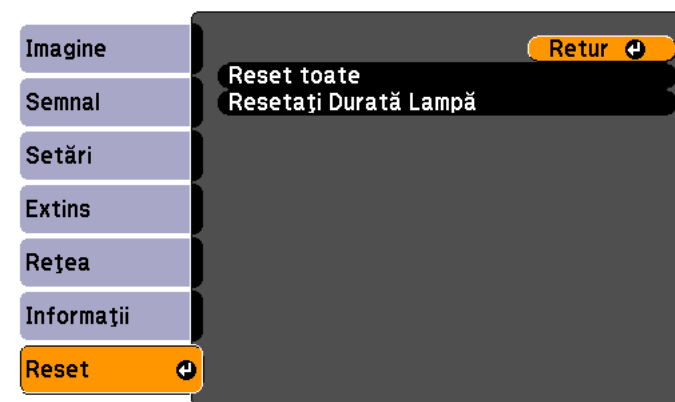 Imagine
Semnal
Setări
Extins
Reţea
Informaţii
Reset
Retur
Reset toate
Resetaţi Durată Lampă